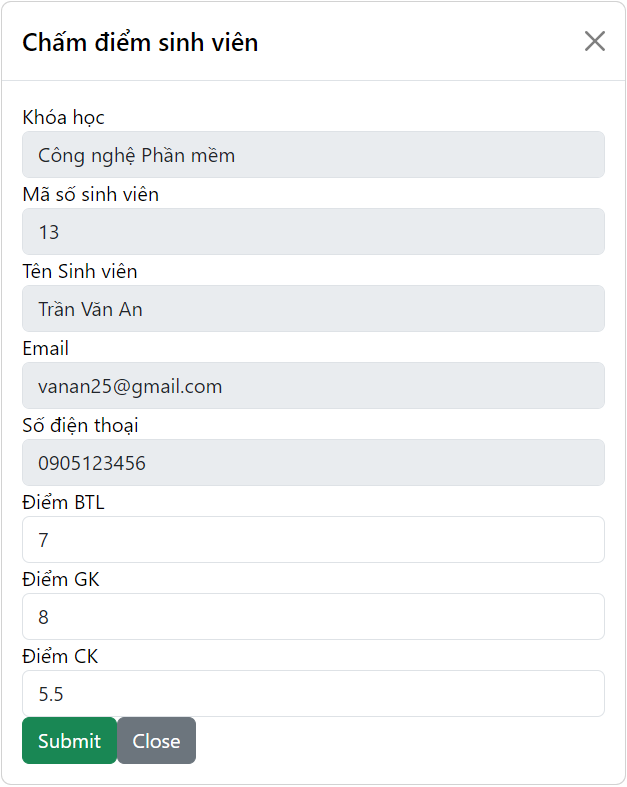 Chấm điểm sinh viên
Khóa học
Công nghệ Phần mềm
Mã số sinh viên
13
Tên Sinh viên
Trần Văn An
Email
vanan25@gmail.com
Số điện thoại
0905123456
Điểm BTL
7
Điểm GK
8
Điểm CK
5.5
Submit Close